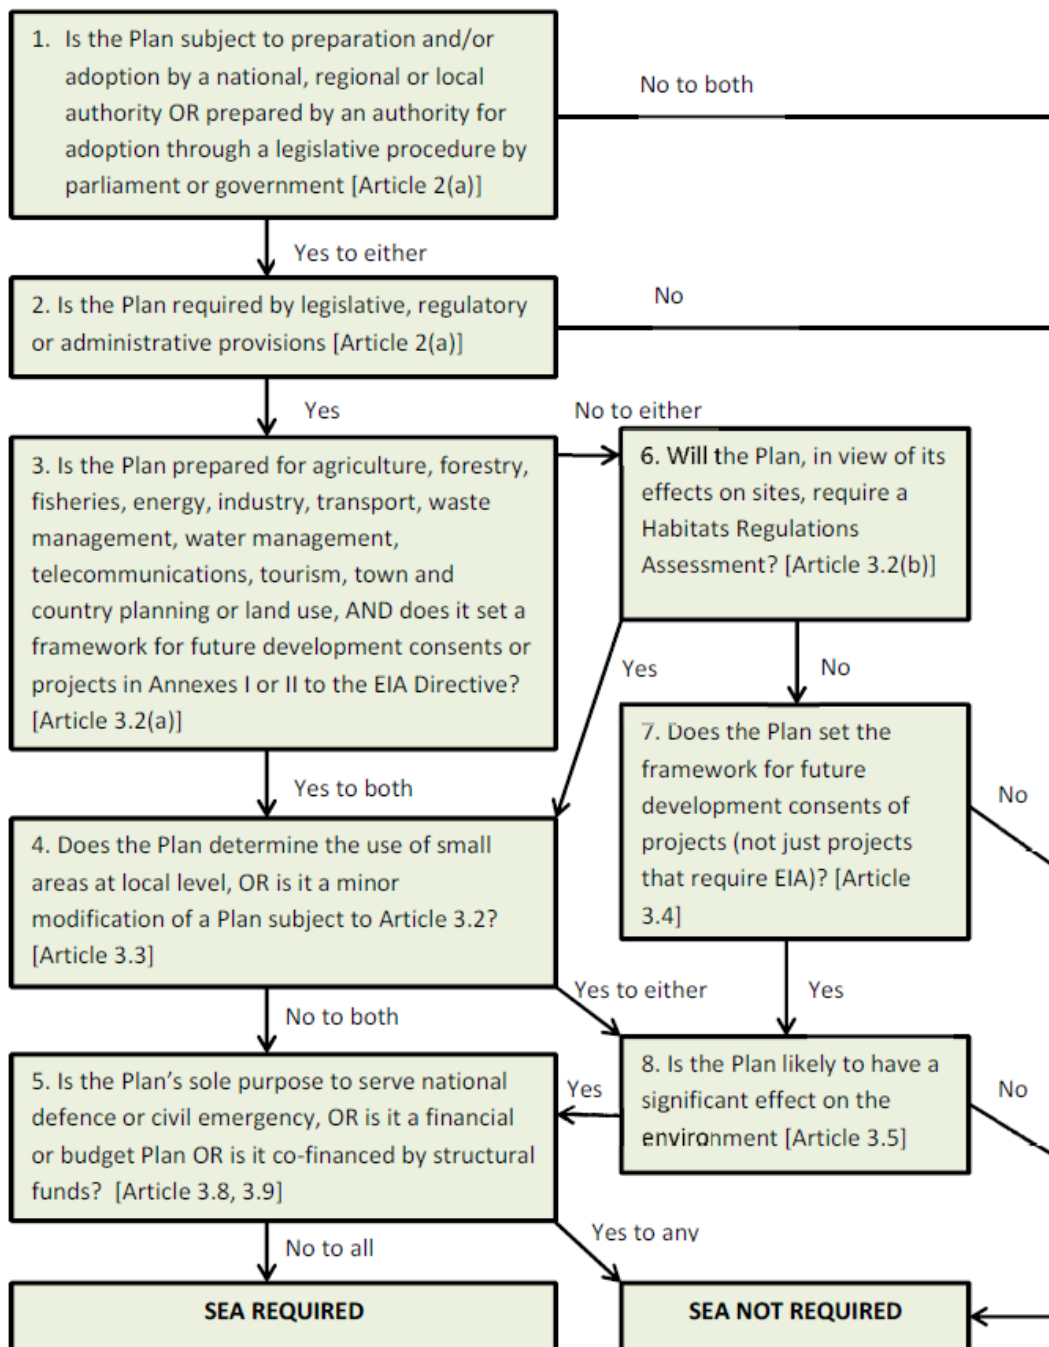 1. Is the Plan subject to preparation and/or
adoption by a national, regional or local
authority OR prepared by an authority for
adoption through a legislative procedure by
parliament or government [Article 2(a)]
No to both
Yes to either
2. Is the Plan required by legislative, regulatory
or administrative provisions [Article 2(a)]
No
Yes
No to either
3. Is the Plan prepared for agriculture, forestry,
fisheries, energy, industry, transport, waste
management, water management,
telecommunications, tourism, town and
country planning or land use, AND does it set a
framework for future development consents or
projects in Annexes I or II to the EIA Directive?
[Article 3.2(a)]
6. Will the Plan, in view of its
effects on sites, require a
Habitats Regulations
Assessment? [Article 3.2(b)]
Yes
No
Yes to both
7. Does the Plan set the
framework for future
development consents of
projects (not just projects
that require EIA)? [Article
3.4]
No
4. Does the Plan determine the use of small
areas at local level, OR is it a minor
modification of a Plan subject to Article 3.2?
[Article 3.3]
Yes to either
Yes
No to both
5. Is the Plan's sole purpose to serve national
defence or civil emergency, OR is it a financial
or budget Plan OR is it co-financed by structural
funds? [Article 3.8, 3.9]
Yes
8. Is the Plan likely to have a
significant effect on the
environment [Article 3.5]
No
No to all
Yes to any
SEA REQUIRED
SEA NOT REQUIRED